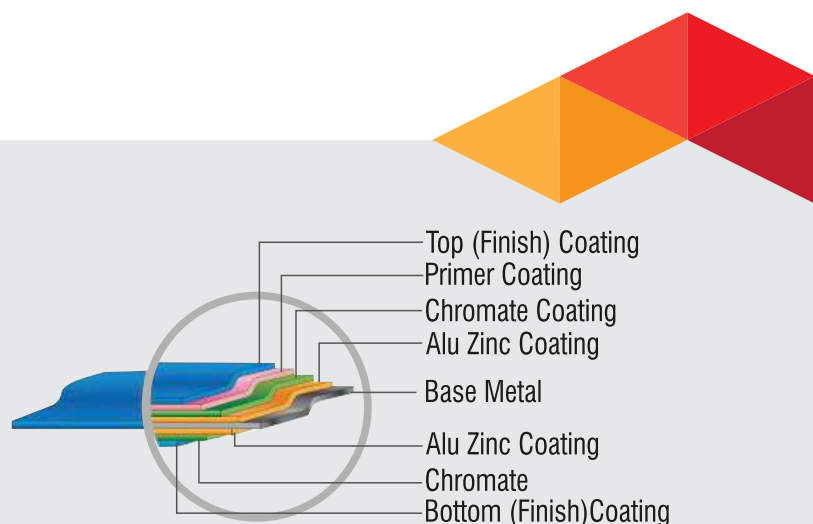 Top (Finish) Coating
Primer Coating
Chromate Coating
Alu Zinc Coating
Base Metal
Alu Zinc Coating
Chromate
Bottom (Finish)Coating